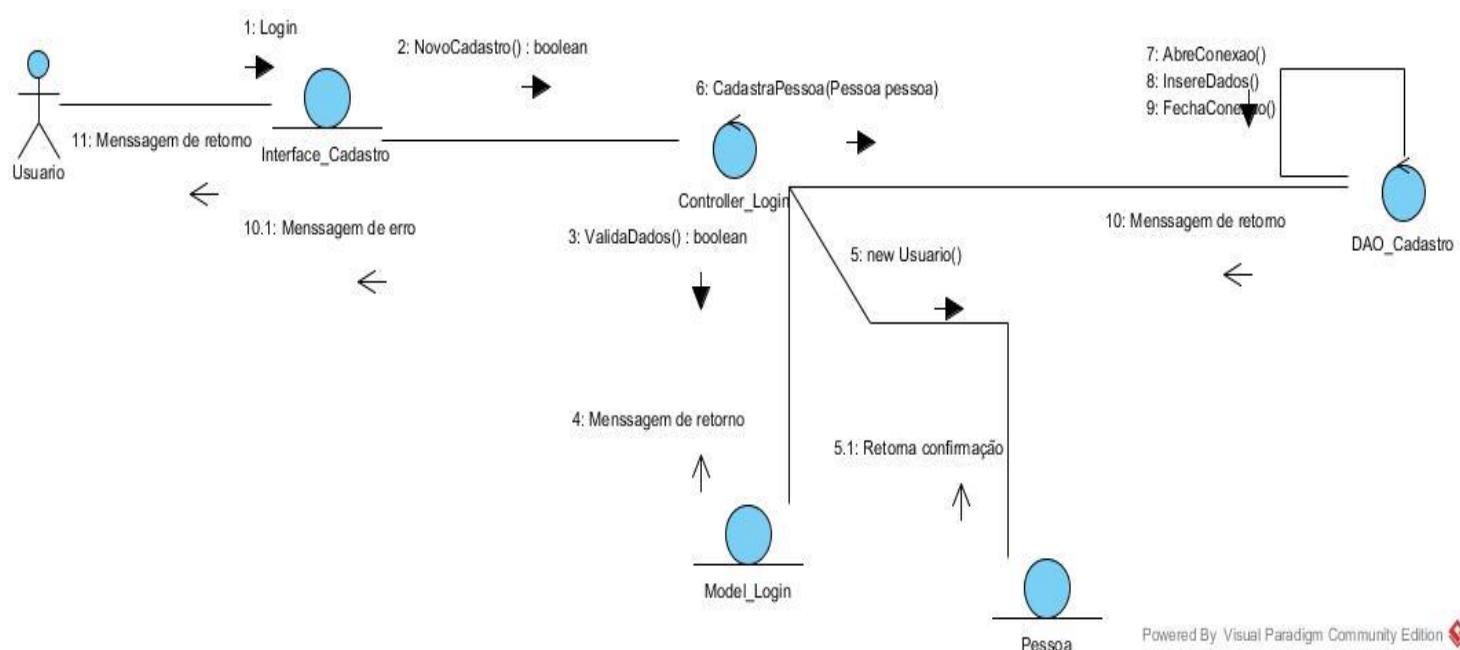 1: Login
2: NovoCadastro() : boolean
7: AbreConexao()
8: InsereDados()
9: FechaConexao()
6: CadastraPessoa(Pessoa pessoa)
11: Menssagem de retorno
Interface_Cadastro
Usuario
Controller_Login
10.1: Menssagem de erro
3: ValidaDados() : boolean
10: Menssagem de retorno
DAO_Cadastro
5: new Usuario()
4: Menssagem de retorno
5.1: Retorna confirmação
Model_Login
Pessoa
Powered By Visual Paradigm Community Edition